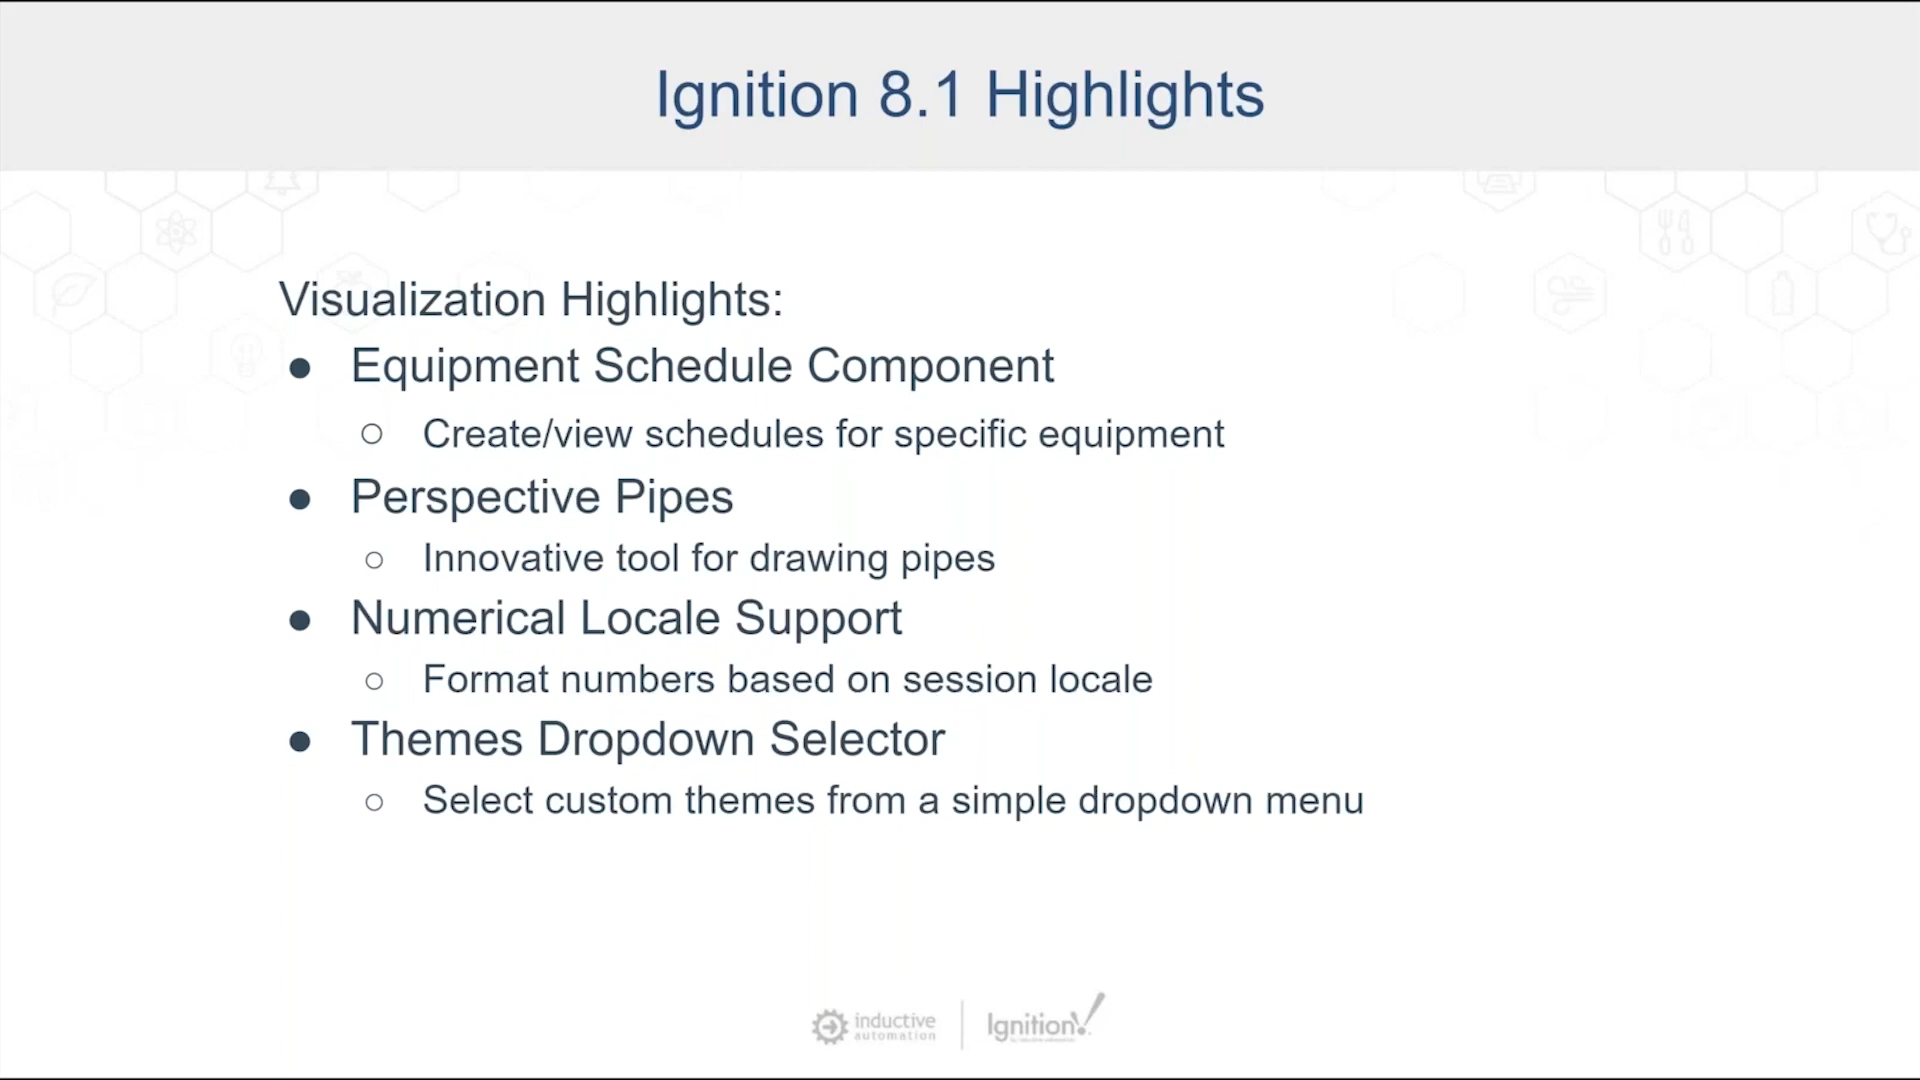 Ignition 8.1 Highlights
Visualization Highlights:
● Equipment Schedule Component
○ Create/view schedules for specific equipment
● Perspective Pipes
○ Innovative tool for drawing pipes
● Numerical Locale Support
○ Format numbers based on session locale
● Themes Dropdown Selector
○ Select custom themes from a simple dropdown menu
inductive
automation
Ignition!